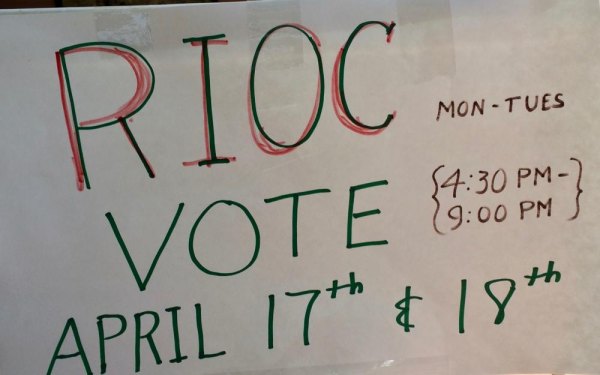 RIOC
MON-TUES
VOTE
{4:30 PM-
9:00 PM}
APRIL 17th & 18th